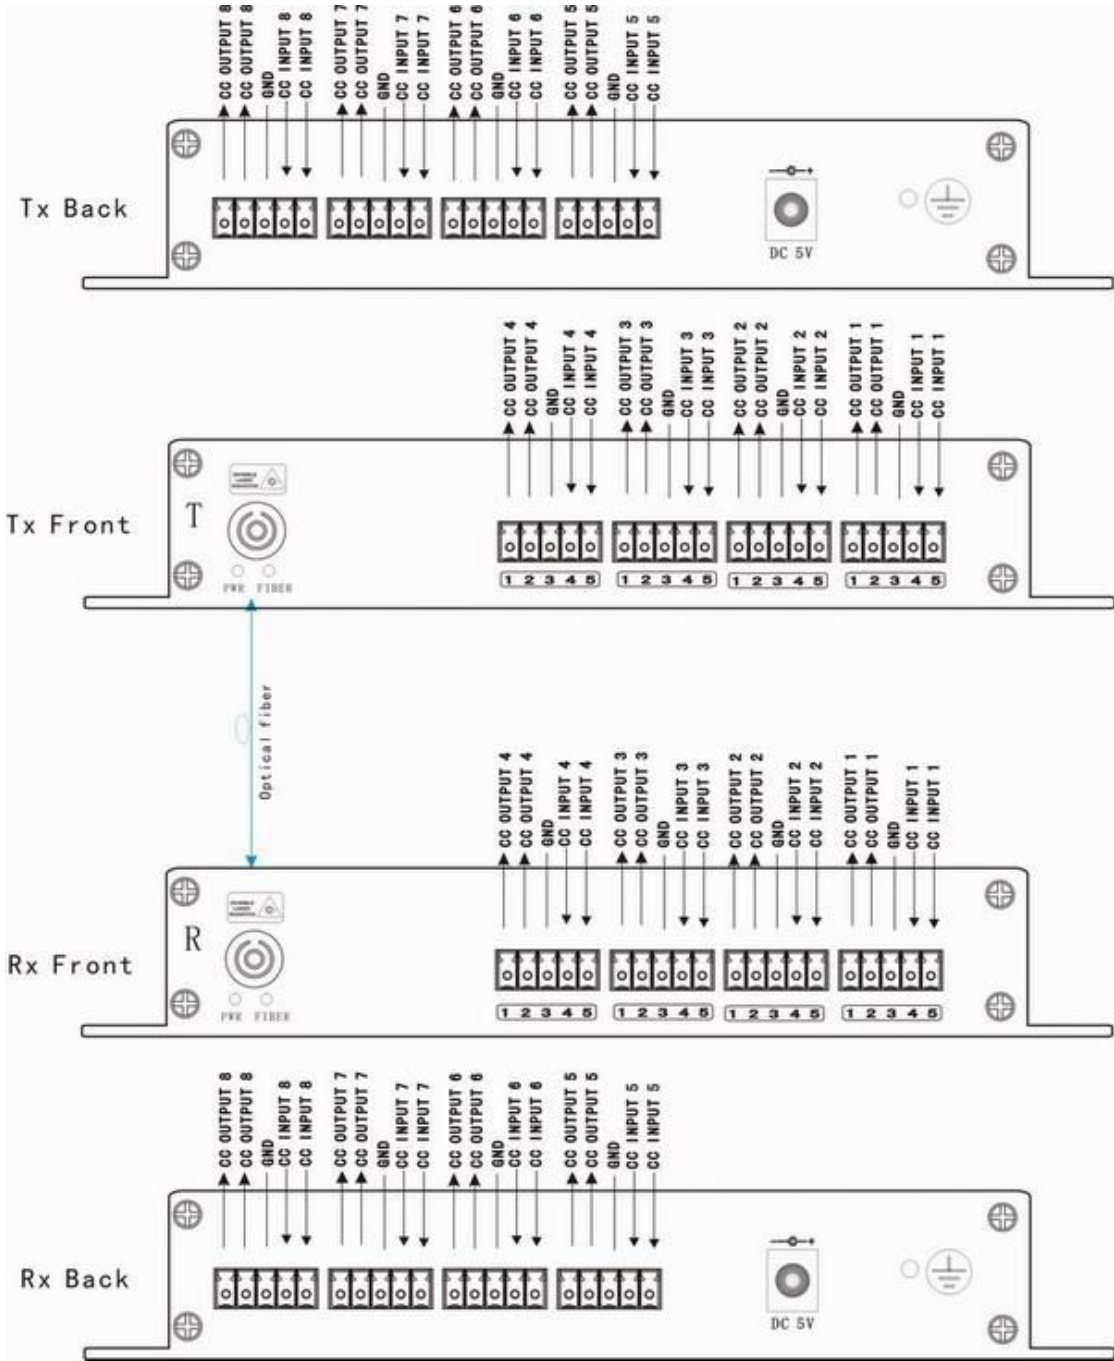 CC OUTPUT 8
CC OUTPUT 8
GND
CC INPUT 8
CC INPUT 8
CC OUTPUT 7
CC OUTPUT 7
GND
CC INPUT 7
CC INPUT 7
CC OUTPUT 6
CC OUTPUT 6
GND
CC INPUT 6
CC INPUT 6
CC OUTPUT 5
CC OUTPUT 5
GND
CC INPUT 5
CC INPUT 5
Tx Back
DC 5V
CC OUTPUT 4
CC OUTPUT 4
GND
CC INPUT 4
CC INPUT 4
CC OUTPUT 3
CC OUTPUT 3
GND
CC INPUT 3
CC INPUT 3
CC OUTPUT 2
CC OUTPUT 2
GND
CC INPUT 2
CC INPUT 2
CC OUTPUT 1
CC OUTPUT 1
GND
CC INPUT 1
CC INPUT 1
Tx Front
T
INVISIBLE
LASER
RADIATION
PWR FIBER
1 2 3 4 5
1 2 3 4 5
1 2 3 4 5
1 2 3 4 5
Optical fiber
CC OUTPUT 4
CC OUTPUT 4
GND
CC INPUT 4
CC INPUT 4
CC OUTPUT 3
CC OUTPUT 3
GND
CC INPUT 3
CC INPUT 3
CC OUTPUT 2
CC OUTPUT 2
GND
CC INPUT 2
CC INPUT 2
CC OUTPUT 1
CC OUTPUT 1
GND
CC INPUT 1
CC INPUT 1
Rx Front
R
INVISIBLE
LASER
RADIATION
PWR FIBER
1 2 3 4 5
1 2 3 4 5
1 2 3 4 5
1 2 3 4 5
CC OUTPUT 8
CC OUTPUT 8
GND
CC INPUT 8
CC INPUT 8
CC OUTPUT 7
CC OUTPUT 7
GND
CC INPUT 7
CC INPUT 7
CC OUTPUT 6
CC OUTPUT 6
GND
CC INPUT 6
CC INPUT 6
CC OUTPUT 5
CC OUTPUT 5
GND
CC INPUT 5
CC INPUT 5
Rx Back
DC 5V